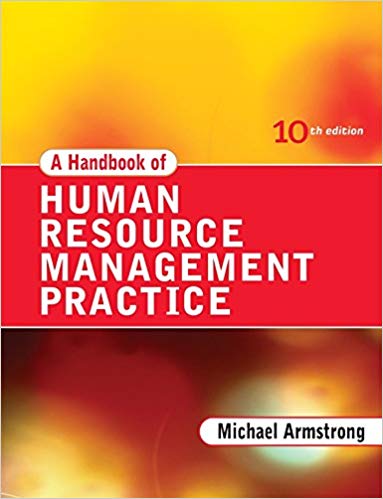 10th edition
A Handbook of
HUMAN
RESOURCE
MANAGEMENT
PRACTICE
Michael Armstrong